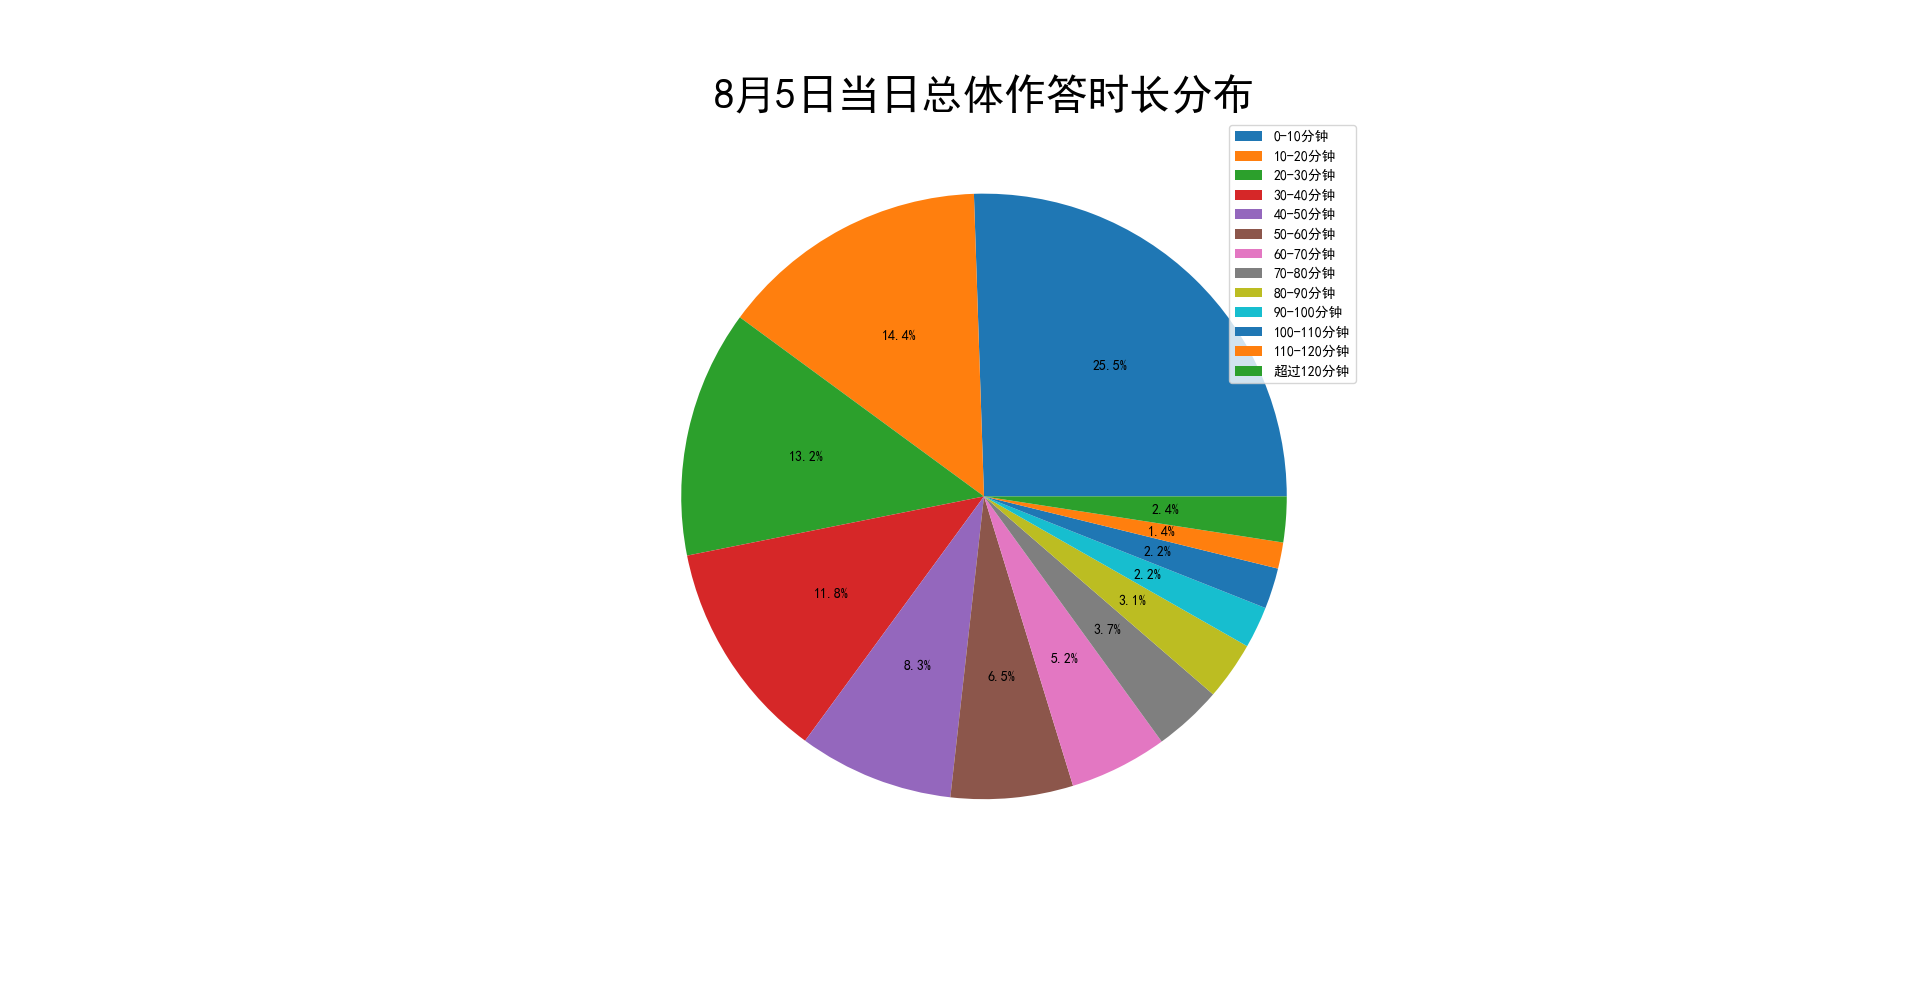 8月5日当日总体作答时长分布
0-10分钟
10-20分钟
20-30分钟
30-40分钟
40-50分钟
50-60分钟
60-70分钟
70-80分钟
80-90分钟
90-100分钟
100-110分钟
110-120分钟
超过120分钟
25.5%
14.4%
13.2%
11.8%
8.3%
6.5%
5.2%
3.7%
3.1%
2.2%
2.2%
1.4%
2.4%